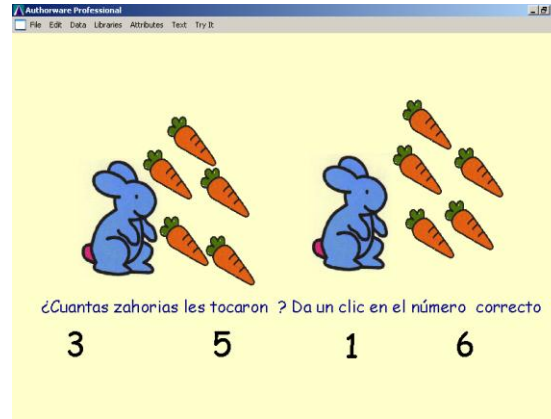 Authorware Professional
File Edit Data Libraries Attributes Text Try It
¿Cuantas zahorias les tocaron ? Da un clic en el número correcto
3 5 1 6